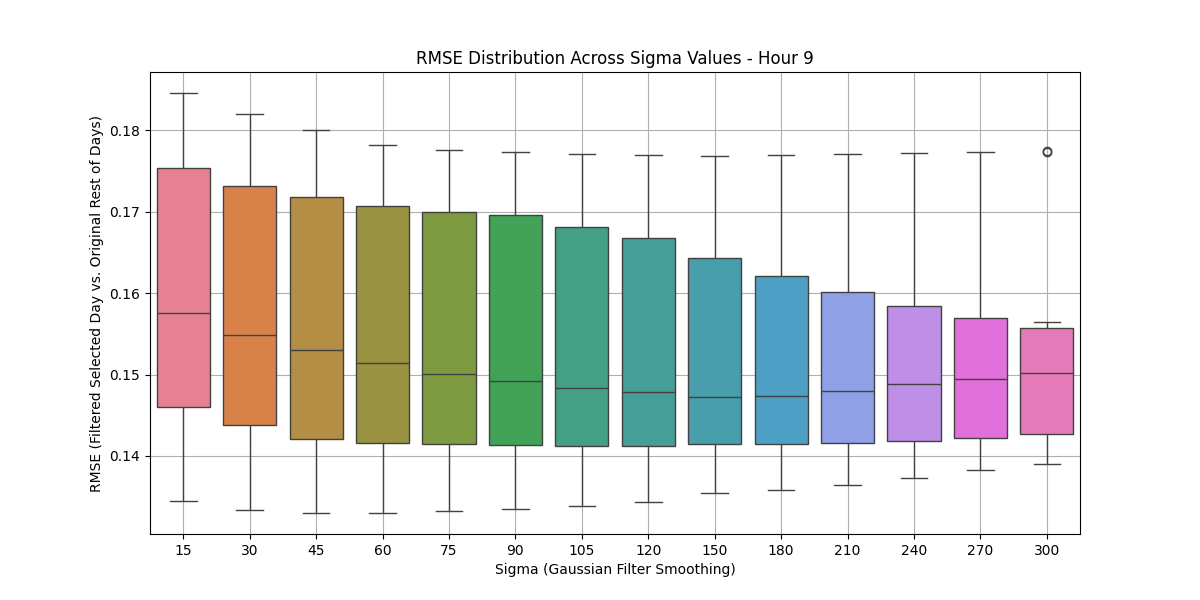 RMSE Distribution Across Sigma Values - Hour 9
RMSE (Filtered Selected Day vs. Original Rest of Days)
0.18
0.17
0.16
0.15
0.14
15 30 45 60 75 90 105 120 150 180 210 240 270 300
Sigma (Gaussian Filter Smoothing)